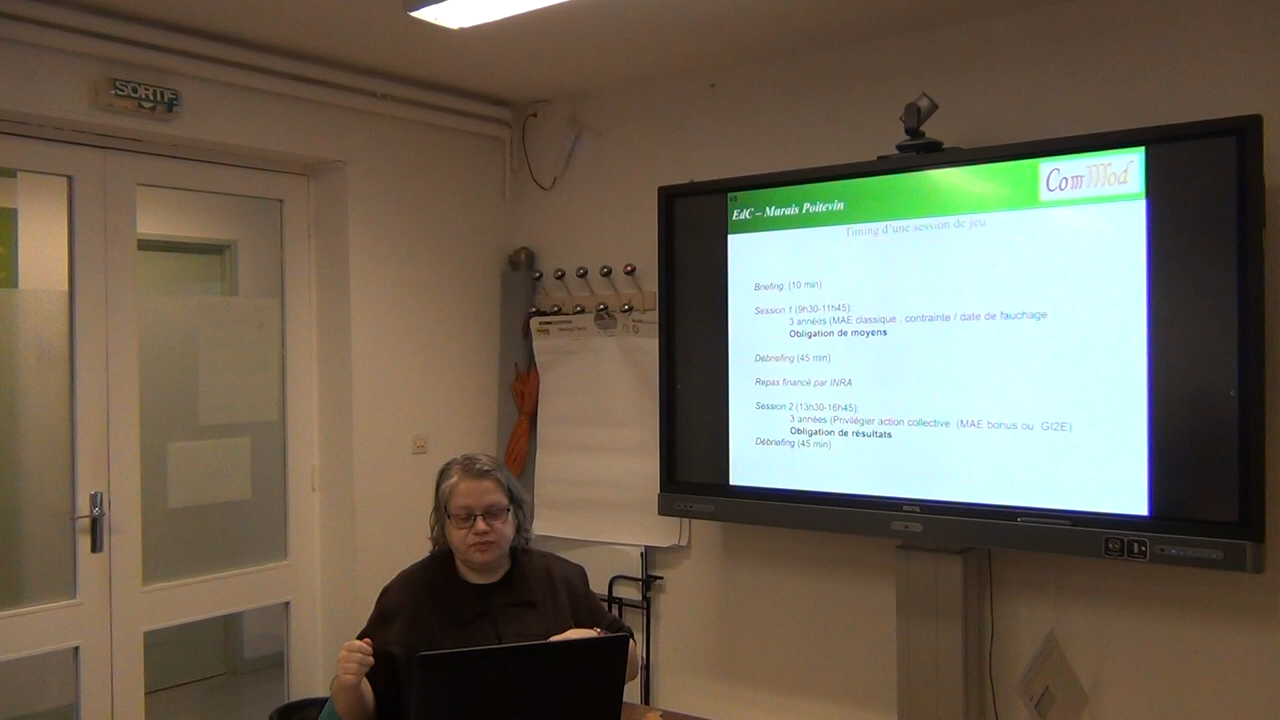 SORTIE
V5
ComMod
EdC – Marais Poitevin
Timing d'une session de jeu
Briefing: (10 min)
Session 1 (9h30-11h45):
3 années (MAE classique : contrainte / date de fauchage
Obligation de moyens
Débriefing (45 min)
Repas financé par INRA
Session 2 (13h30-16h45):
3 années (Privilégier action collective (MAE bonus ou GI2E)
Obligation de résultats
Débriefing (45 min)
BenQ